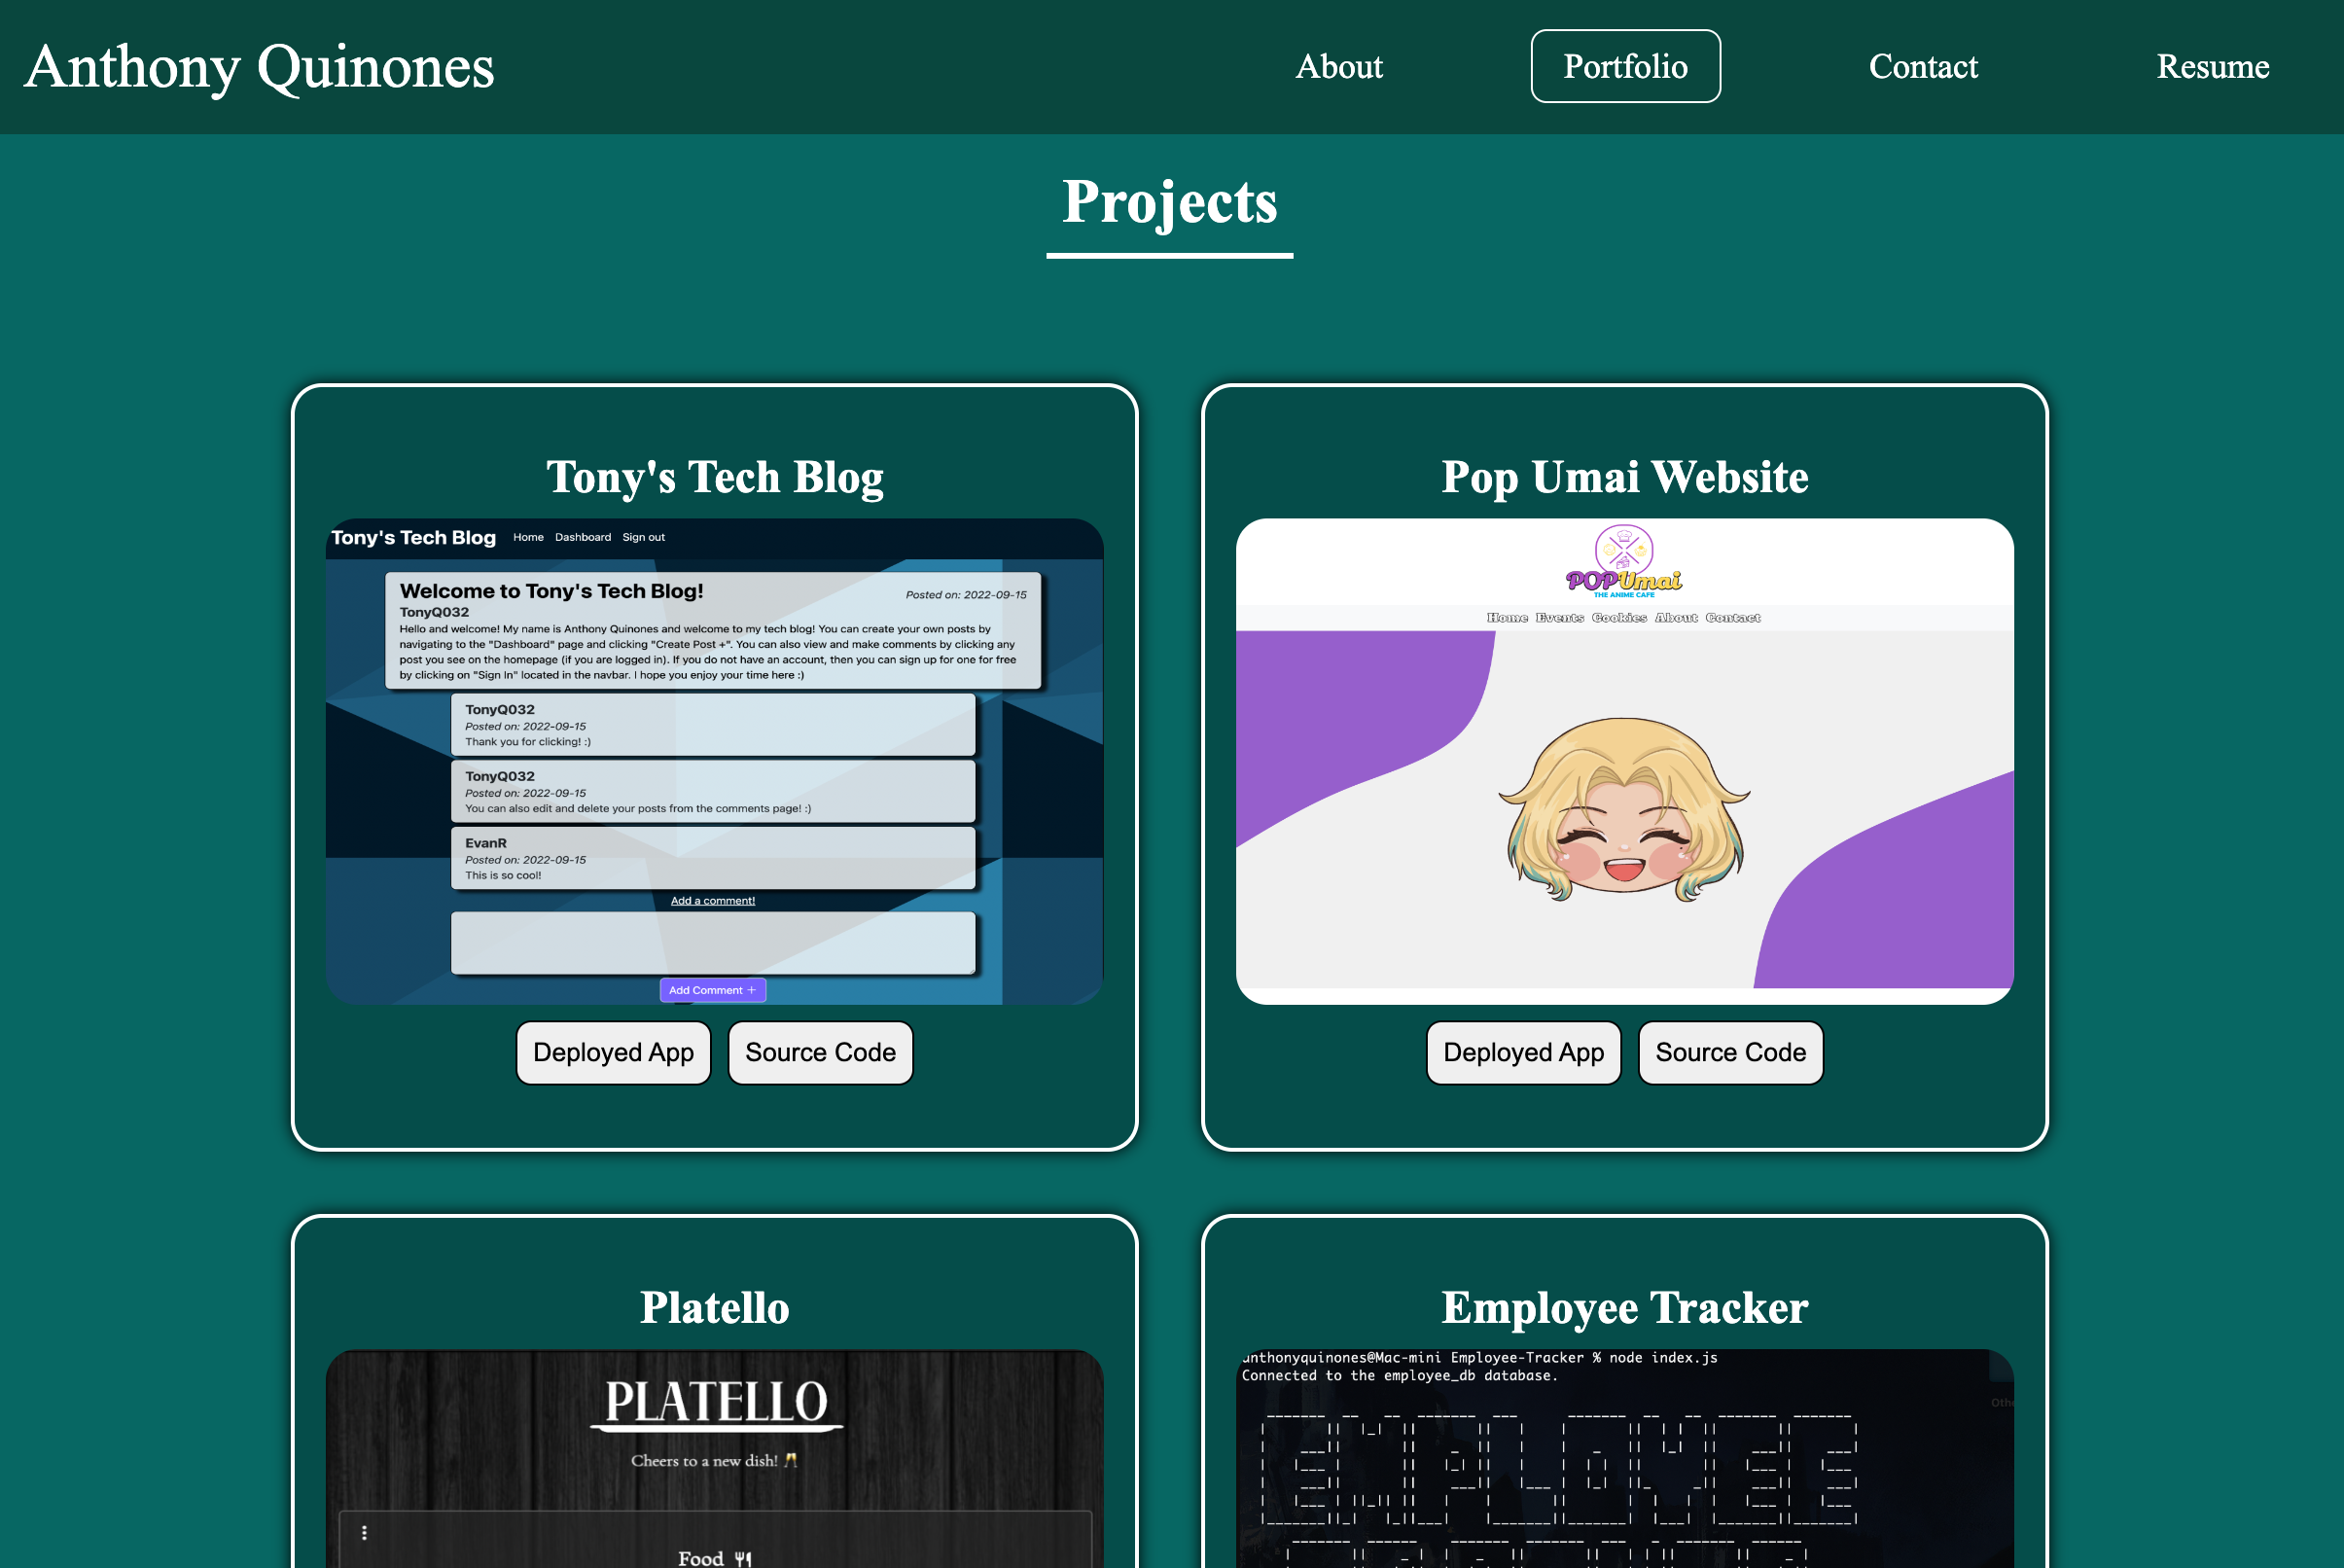 Anthony Quinones
About
Portfolio
Contact
Resume
Projects
Tony's Tech Blog
Tony's Tech Blog
Home
Dashboard
Sign out
Welcome to Tony's Tech Blog!
Posted on: 2022-09-15
TonyQ032
Hello and welcome! My name is Anthony Quinones and welcome to my tech blog! You can create your own posts by
navigating to the "Dashboard" page and clicking "Create Post +". You can also view and make comments by clicking any
post you see on the homepage (if you are logged in). If you do not have an account, then you can sign up for one for free
by clicking on "Sign In" located in the navbar. I hope you enjoy your time here :)
TonyQ032
Posted on: 2022-09-15
Thank you for clicking! :)
TonyQ032
Posted on: 2022-09-15
You can also edit and delete your posts from the comments page! :)
EvanR
Posted on: 2022-09-15
This is so cool!
Add a comment!
Add Comment +
Deployed App
Source Code
Pop Umai Website
POPUmai
THE ANIME CAFE
Home Events Cookies About Contact
Deployed App
Source Code
Platello
PLATELLO
Cheers to a new dish! 🥂
Food 🍴
Employee Tracker
anthonyquinones@Mac-mini Employee-Tracker % node index.js
Connected to the employee_db database.
EMPLOYEE